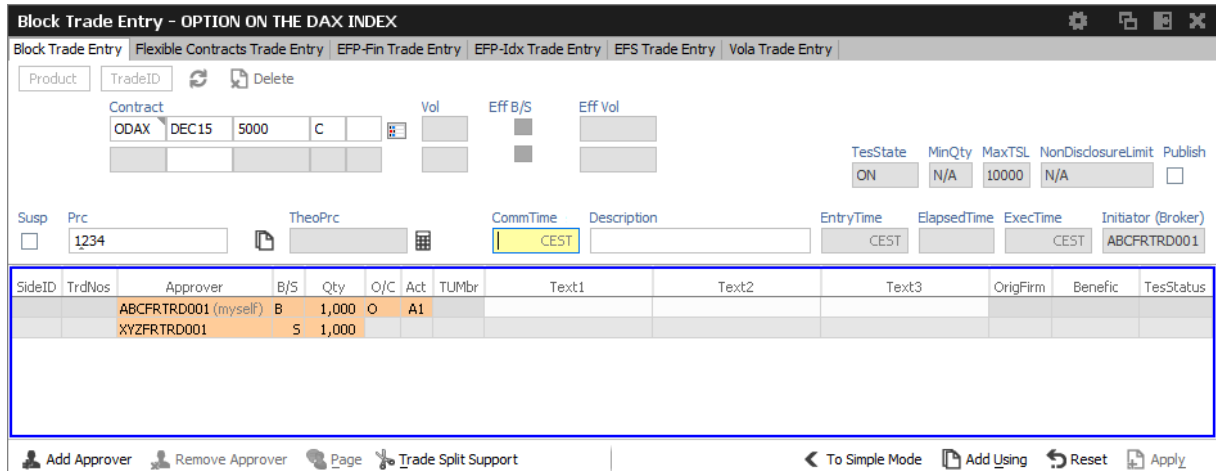 Block Trade Entry - OPTION ON THE DAX INDEX
Block Trade Entry Flexible Contracts Trade Entry EFP-Fin Trade Entry EFP-Idx Trade Entry EFS Trade Entry Vola Trade Entry
Product TradeID Delete
Contract Vol Eff B/S Eff Vol
ODAX DEC15 5000 C
TesState MinQty MaxTSL NonDisclosureLimit Publish
ON N/A 10000 N/A
Susp Prc TheoPrc CommTime Description EntryTime ElapsedTime ExecTime Initiator (Broker)
1234 CEST CEST CEST ABCFRTRD001
SideID TrdNos Approver B/S Qty O/C Act TUMbr Text1 Text2 Text3 OrigFirm Benefic TesStatus
ABCFRTRD001 (myself) B 1,000 O A1
XYZFRTRD001 S 1,000
Add Approver Remove Approver Page Trade Split Support To Simple Mode Add Using Reset Apply